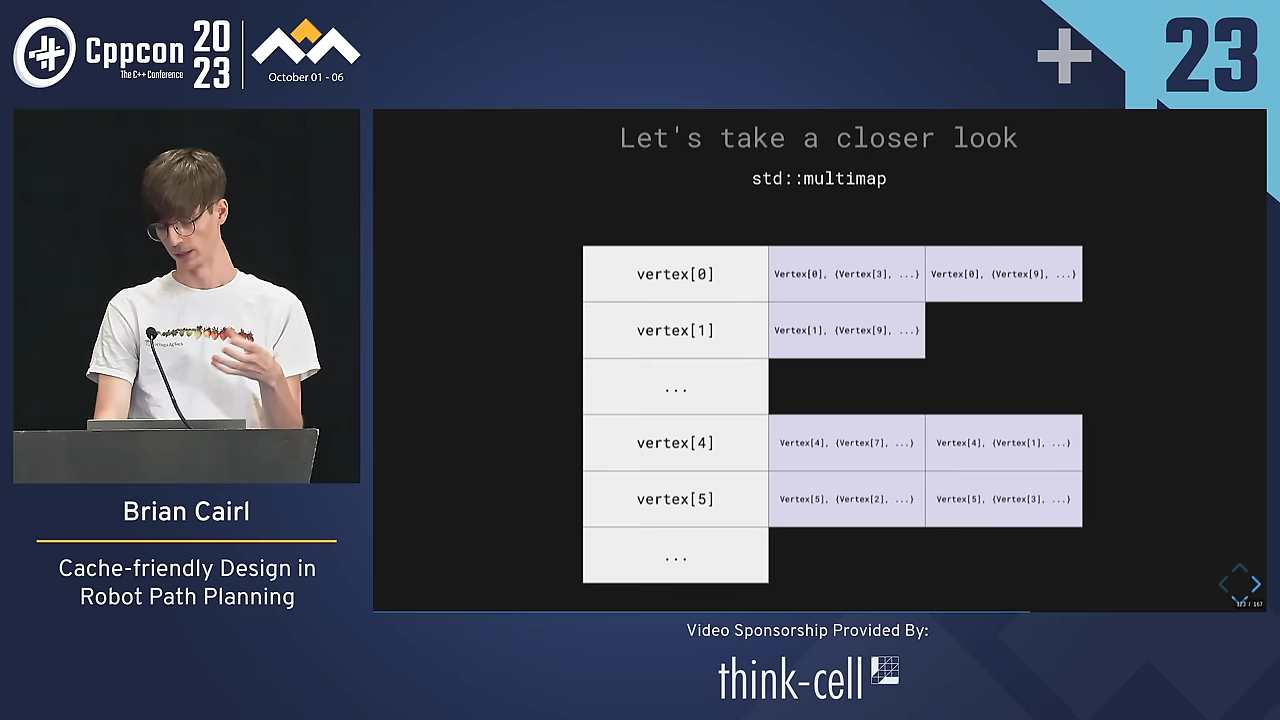 Cppcon
The C++ Conference
20
23
October 01 - 06
23
Let's take a closer look
std::multimap
vertex[0]
Vertex[0], {Vertex[3], ...}
Vertex[0], {Vertex[9], ...}
vertex[1]
Vertex[1], {Vertex[9], ...}
...
vertex[4]
Vertex[4], {Vertex[7], ...}
Vertex[4], {Vertex[1], ...}
vertex[5]
Vertex[5], {Vertex[2], ...}
Vertex[5], {Vertex[3], ...}
...
123 / 167
Brian Cairl
Cache-friendly Design in
Robot Path Planning
Video Sponsorship Provided By:
think-cell